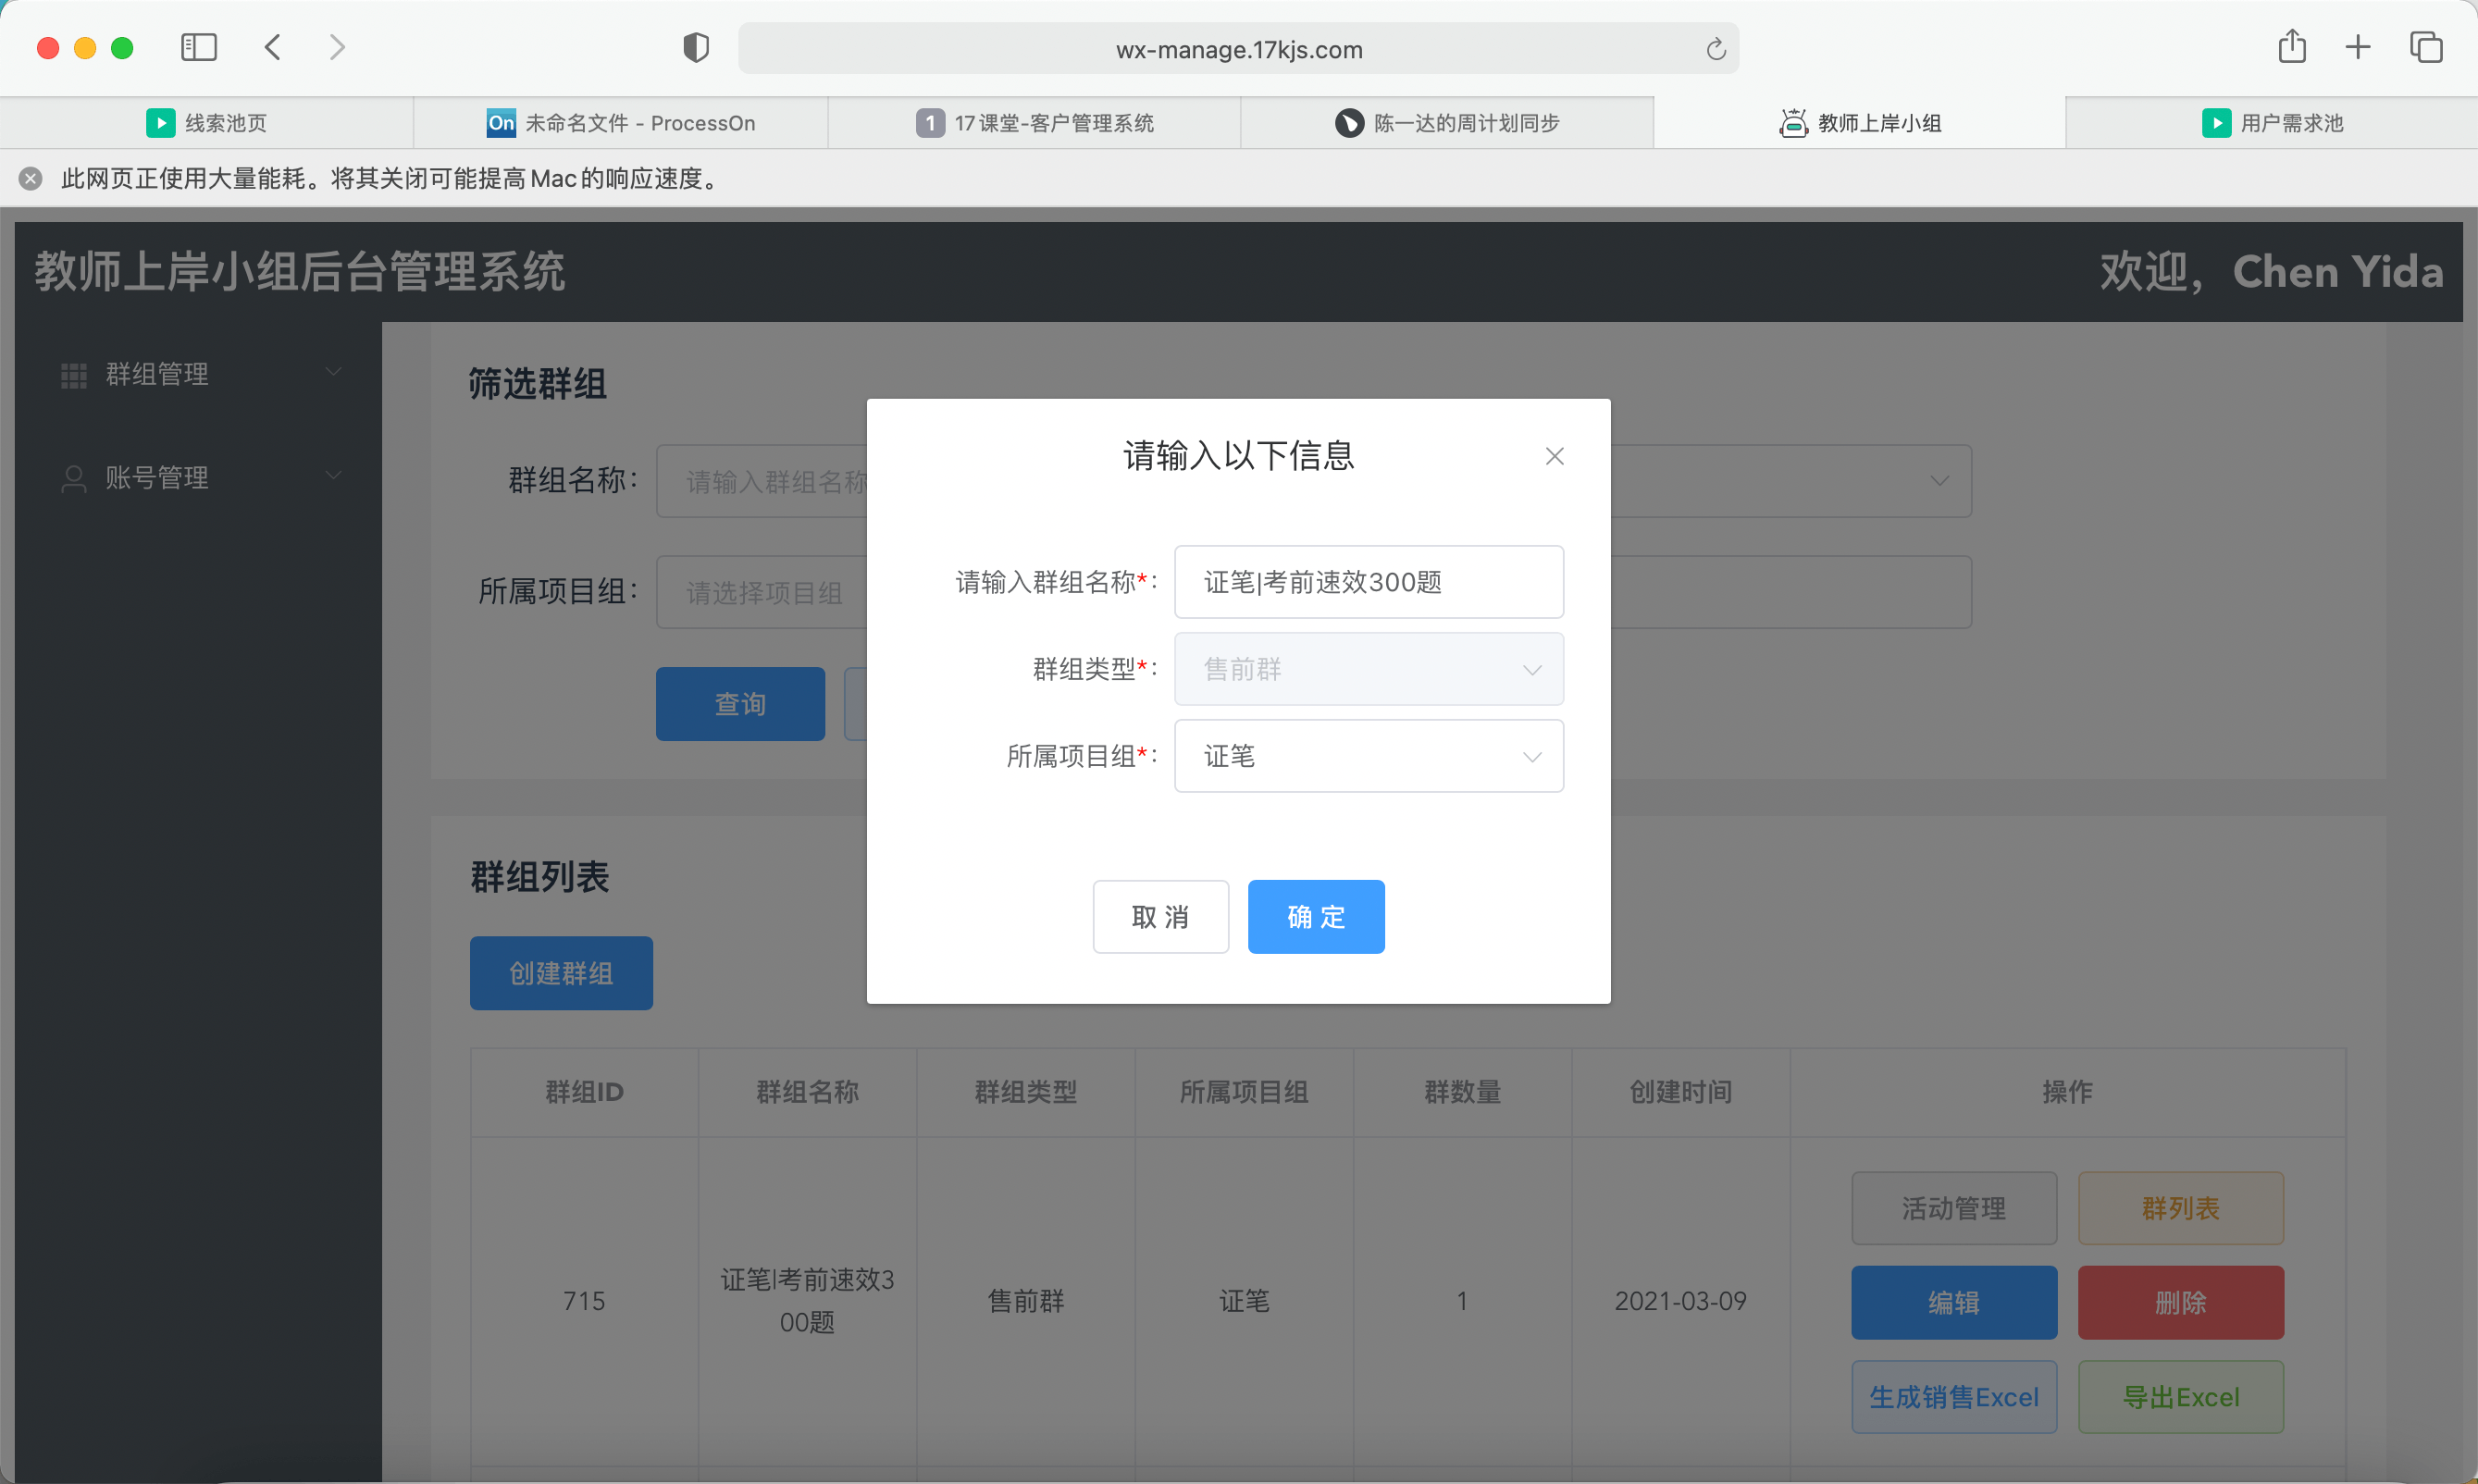 wx-manage.17kjs.com
线索池页
On 未命名文件 - ProcessOn
1 17课堂-客户管理系统
陈一达的周计划同步
教师上岸小组
用户需求池
此网页正使用大量能耗。将其关闭可能提高Mac的响应速度。
教师上岸小组后台管理系统
欢迎，Chen Yida
群组管理
账号管理
筛选群组
群组名称：
请输入群组名称
所属项目组：
请选择项目组
查询
请输入以下信息
请输入群组名称*：
证笔|考前速效300题
群组类型*：
售前群
所属项目组*：
证笔
取 消
确 定
群组列表
创建群组
群组ID 群组名称 群组类型 所属项目组 群数量 创建时间 操作
715
证笔|考前速效3
00题
售前群
证笔
1
2021-03-09
活动管理
群列表
编辑
删除
生成销售Excel
导出Excel